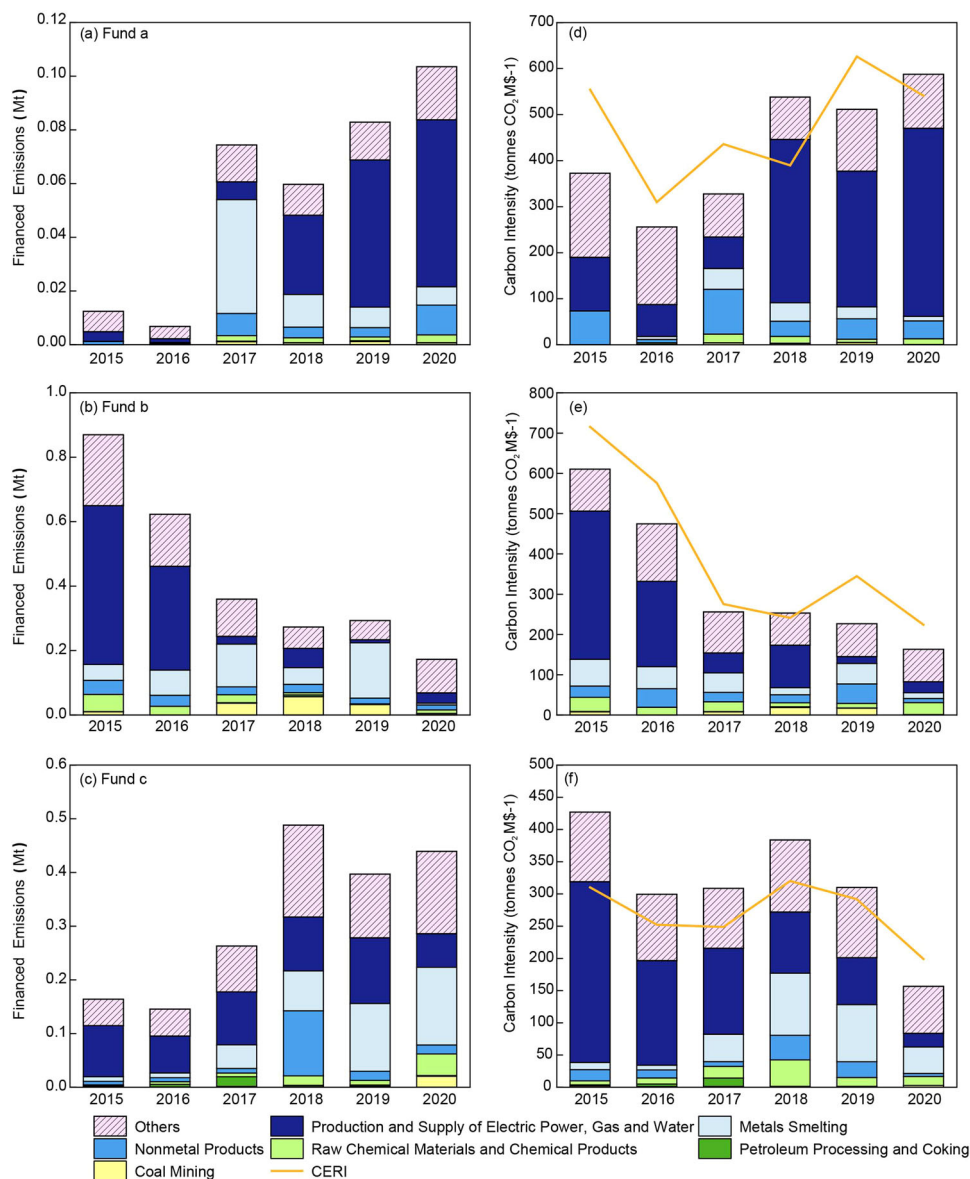 (a) Fund a
Financed Emissions (Mt)
0.12
0.10
0.08
0.06
0.04
0.02
0.00
2015 2016 2017 2018 2019 2020
(d)
Carbon Intensity (tonnes CO2 M$-1)
700
600
500
400
300
200
100
0
2015 2016 2017 2018 2019 2020
(b) Fund b
Financed Emissions (Mt)
1.0
0.8
0.6
0.4
0.2
0.0
2015 2016 2017 2018 2019 2020
(e)
Carbon Intensity (tonnes CO2 M$-1)
800
700
600
500
400
300
200
100
0
2015 2016 2017 2018 2019 2020
(c) Fund c
Financed Emissions (Mt)
0.6
0.5
0.4
0.3
0.2
0.1
0.0
2015 2016 2017 2018 2019 2020
(f)
Carbon Intensity (tonnes CO2 M$-1)
500
450
400
350
300
250
200
150
100
50
0
2015 2016 2017 2018 2019 2020
Others
Production and Supply of Electric Power, Gas and Water
Metals Smelting
Nonmetal Products
Raw Chemical Materials and Chemical Products
Petroleum Processing and Coking
Coal Mining
CERI